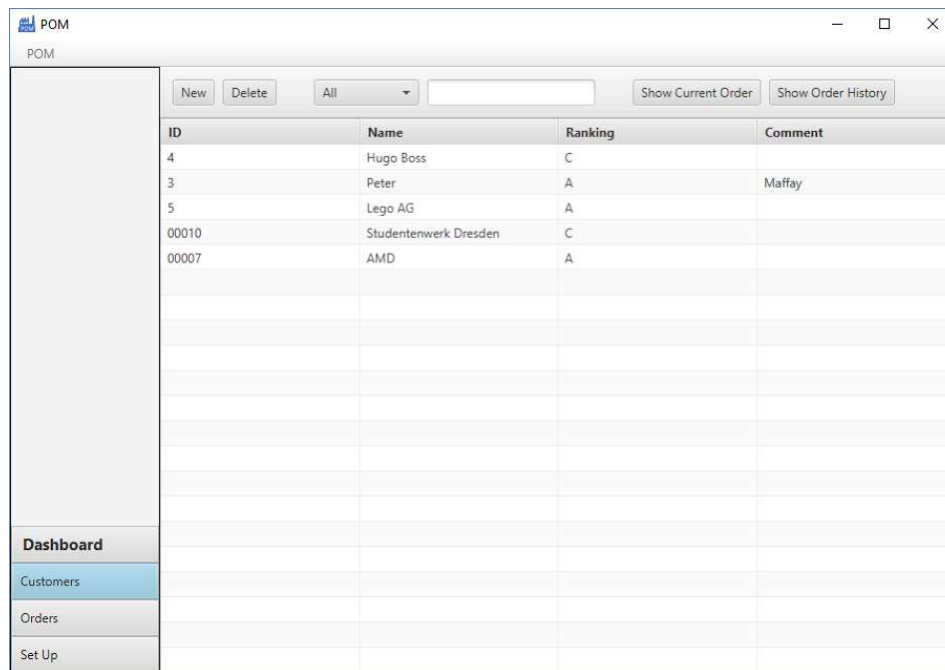 POM
POM
New Delete All Show Current Order Show Order History
ID Name Ranking Comment
4 Hugo Boss C
3 Peter A Maffay
5 Lego AG A
00010 Studentenwerk Dresden C
00007 AMD A
Dashboard
Customers
Orders
Set Up